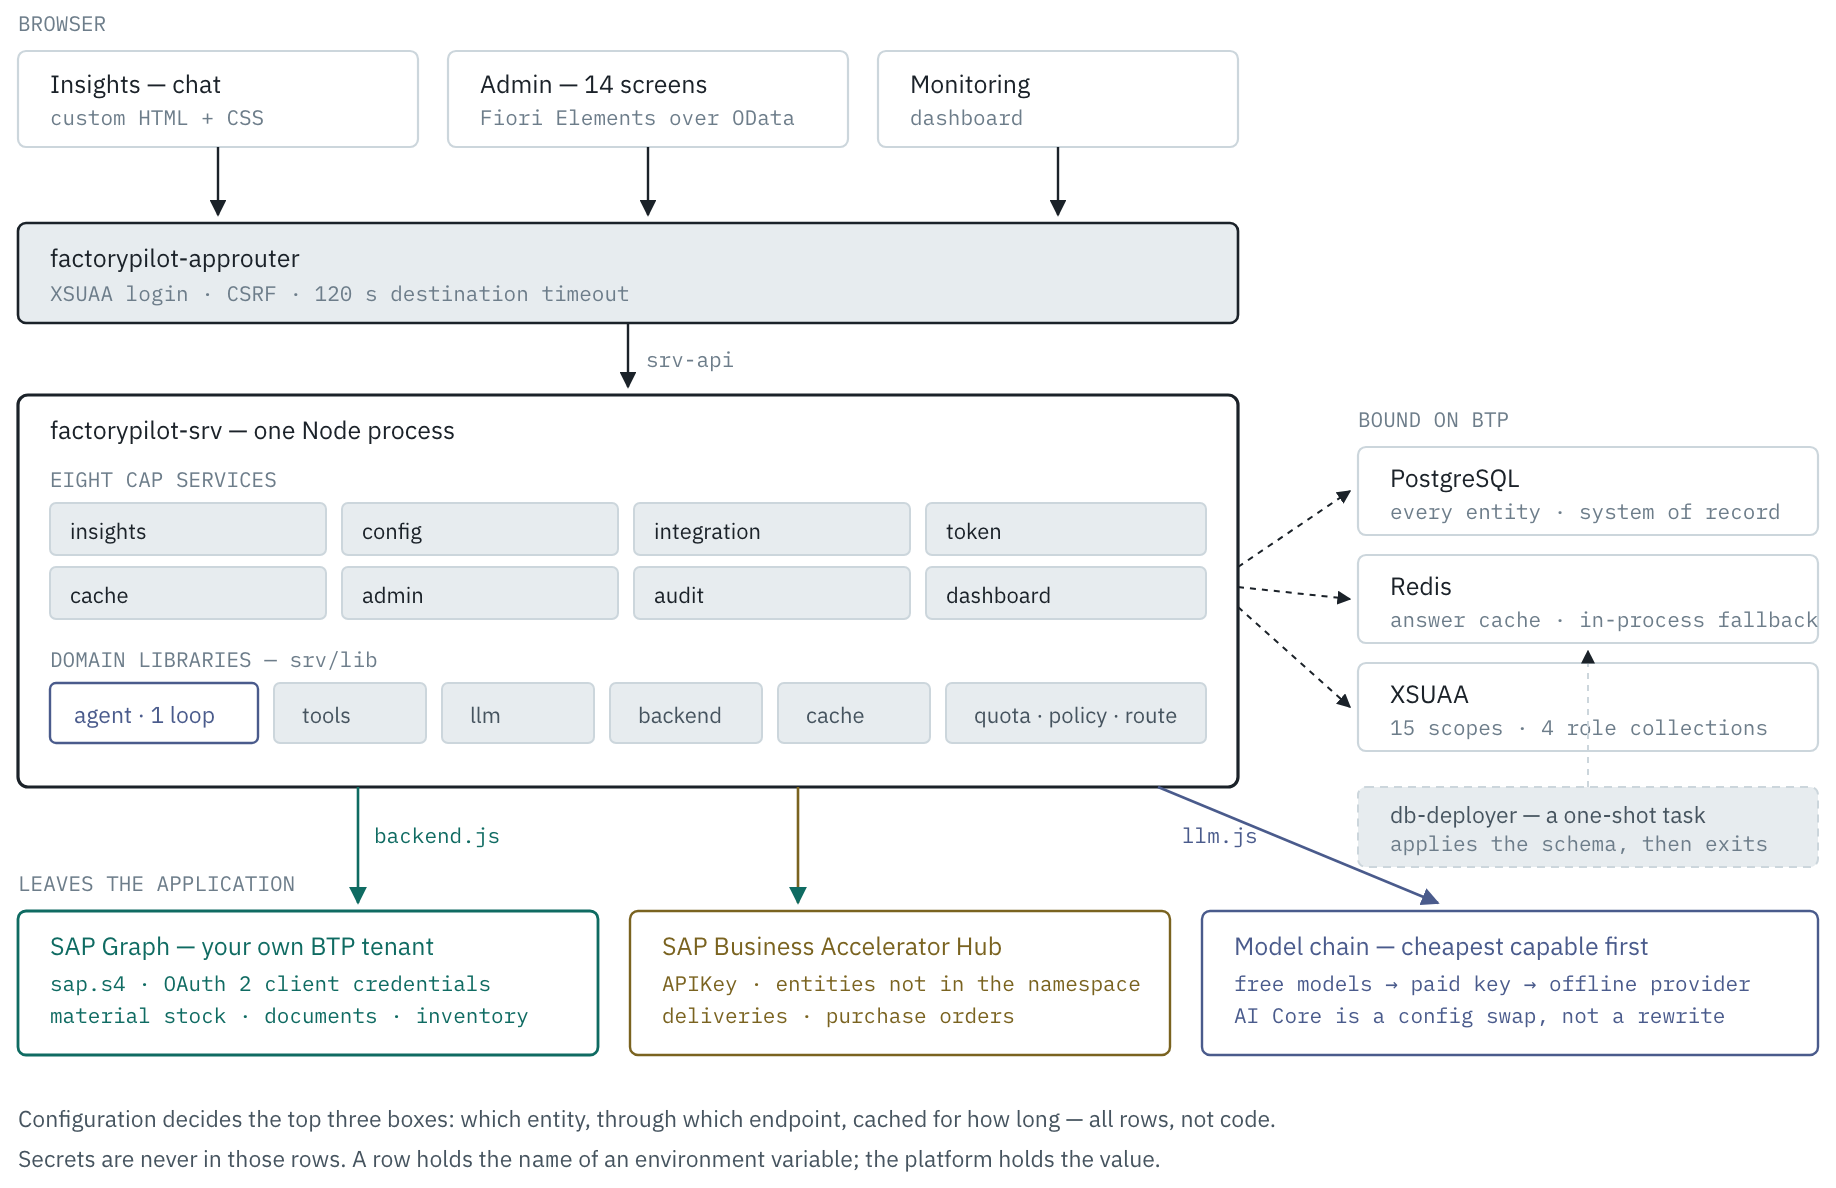 BROWSER
Insights — chat
custom HTML + CSS
Admin — 14 screens
Fiori Elements over OData
Monitoring
dashboard
factorypilot-approuter
XSUAA login · CSRF · 120 s destination timeout
srv-api
factorypilot-srv — one Node process
EIGHT CAP SERVICES
insights
config
integration
token
cache
admin
audit
dashboard
DOMAIN LIBRARIES — srv/lib
agent · 1 loop
tools
llm
backend
cache
quota · policy · route
BOUND ON BTP
PostgreSQL
every entity · system of record
Redis
answer cache · in-process fallback
XSUAA
15 scopes · 4 role collections
db-deployer — a one-shot task
applies the schema, then exits
backend.js
llm.js
LEAVES THE APPLICATION
SAP Graph — your own BTP tenant
sap.s4 · OAuth 2 client credentials
material stock · documents · inventory
SAP Business Accelerator Hub
APIKey · entities not in the namespace
deliveries · purchase orders
Model chain — cheapest capable first
free models → paid key → offline provider
AI Core is a config swap, not a rewrite
Configuration decides the top three boxes: which entity, through which endpoint, cached for how long — all rows, not code.
Secrets are never in those rows. A row holds the name of an environment variable; the platform holds the value.